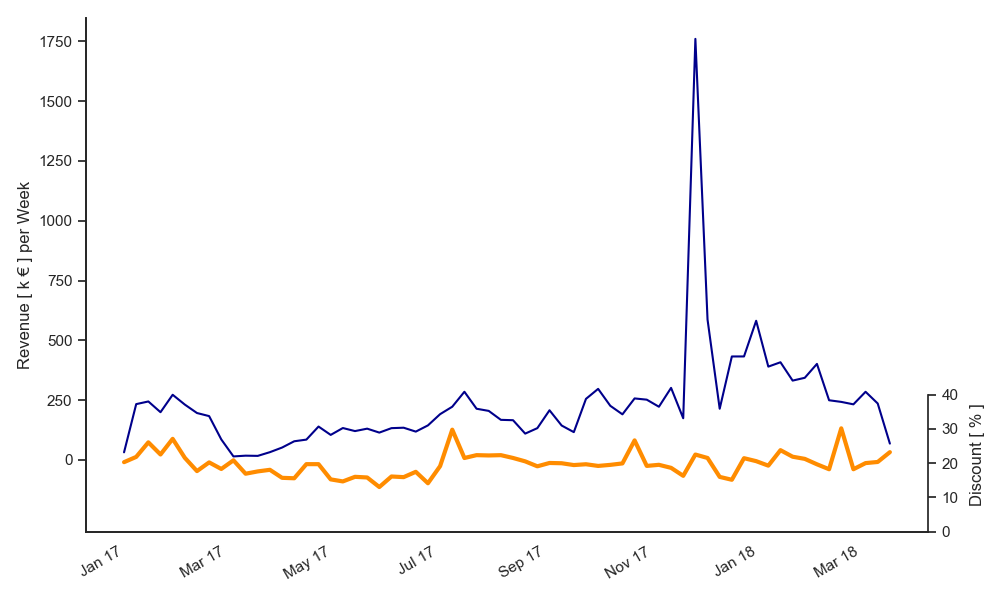 Revenue [ k € ] per Week
1750
1500
1250
1000
750
500
250
0
40
30
20
10
0
Discount [ % ]
Jan 17
Mar 17
May 17
Jul 17
Sep 17
Nov 17
Jan 18
Mar 18